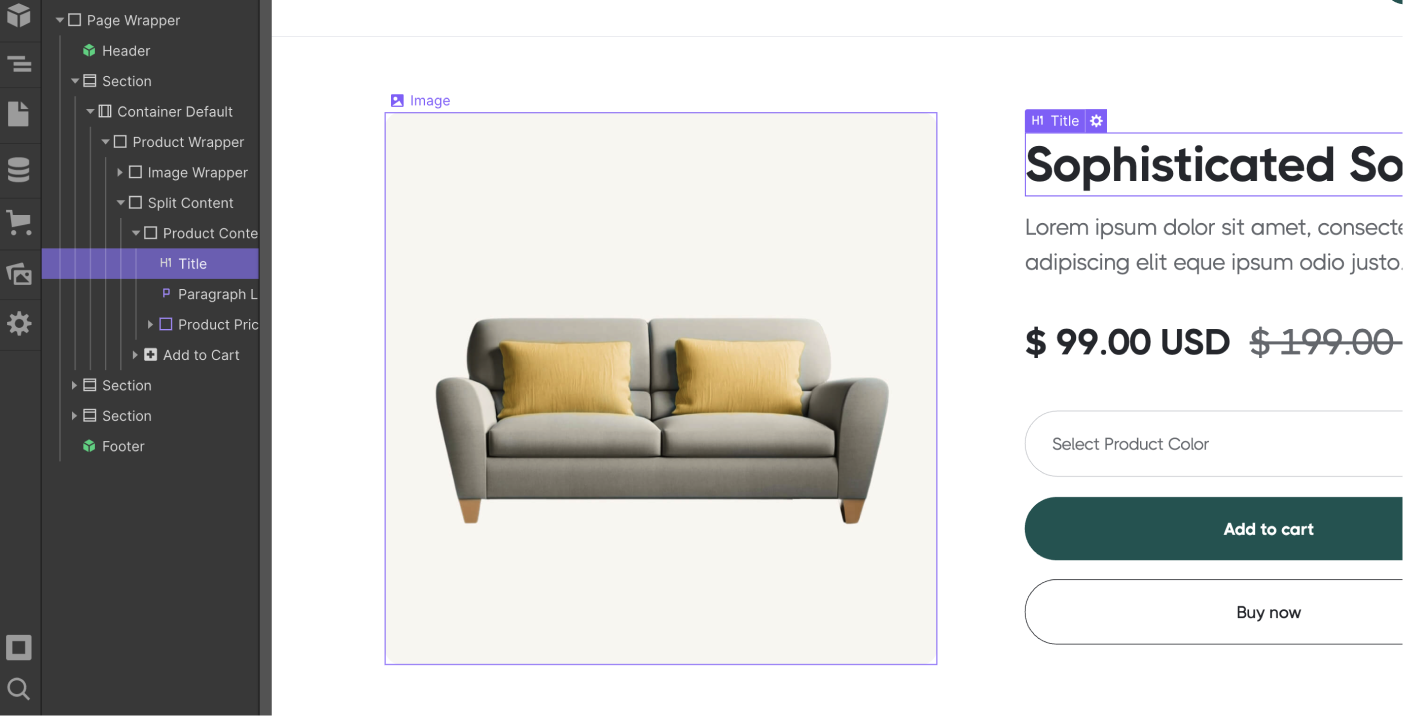 Page Wrapper
Header
Section
Container Default
Product Wrapper
Image Wrapper
Split Content
Product Conte
H1 Title
P Paragraph L
Product Pric
Add to Cart
Section
Section
Footer
Image
H1 Title
Sophisticated So
Lorem ipsum dolor sit amet, consecte
adipiscing elit eque ipsum odio justo.
$ 99.00 USD $ 199.00
Select Product Color
Add to cart
Buy now